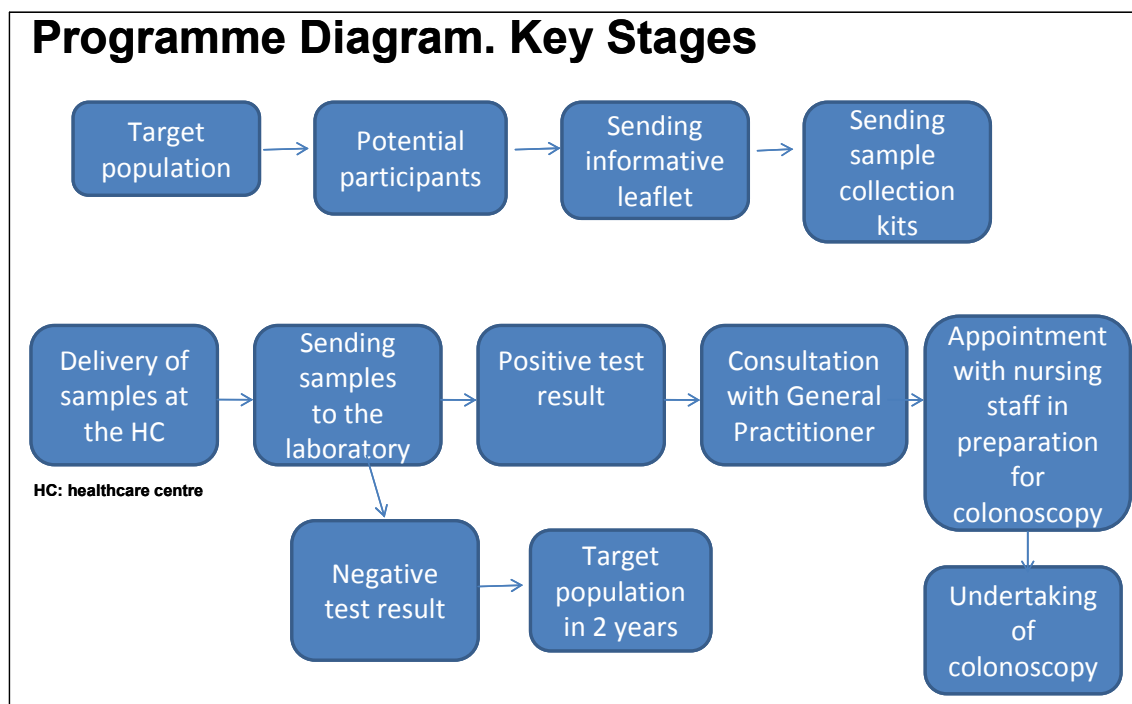 Programme Diagram. Key Stages
Target
population
Potential
participants
Sending
informative
leaflet
Sending
sample
collection
kits
Delivery of
samples at
the HC
Sending
samples
to the
laboratory
Positive test
result
Consultation
with General
Practitioner
Appointment
with nursing
staff in
preparation
for
colonoscopy
HC: healthcare centre
Negative
test result
Target
population
in 2 years
Undertaking
of
colonoscopy